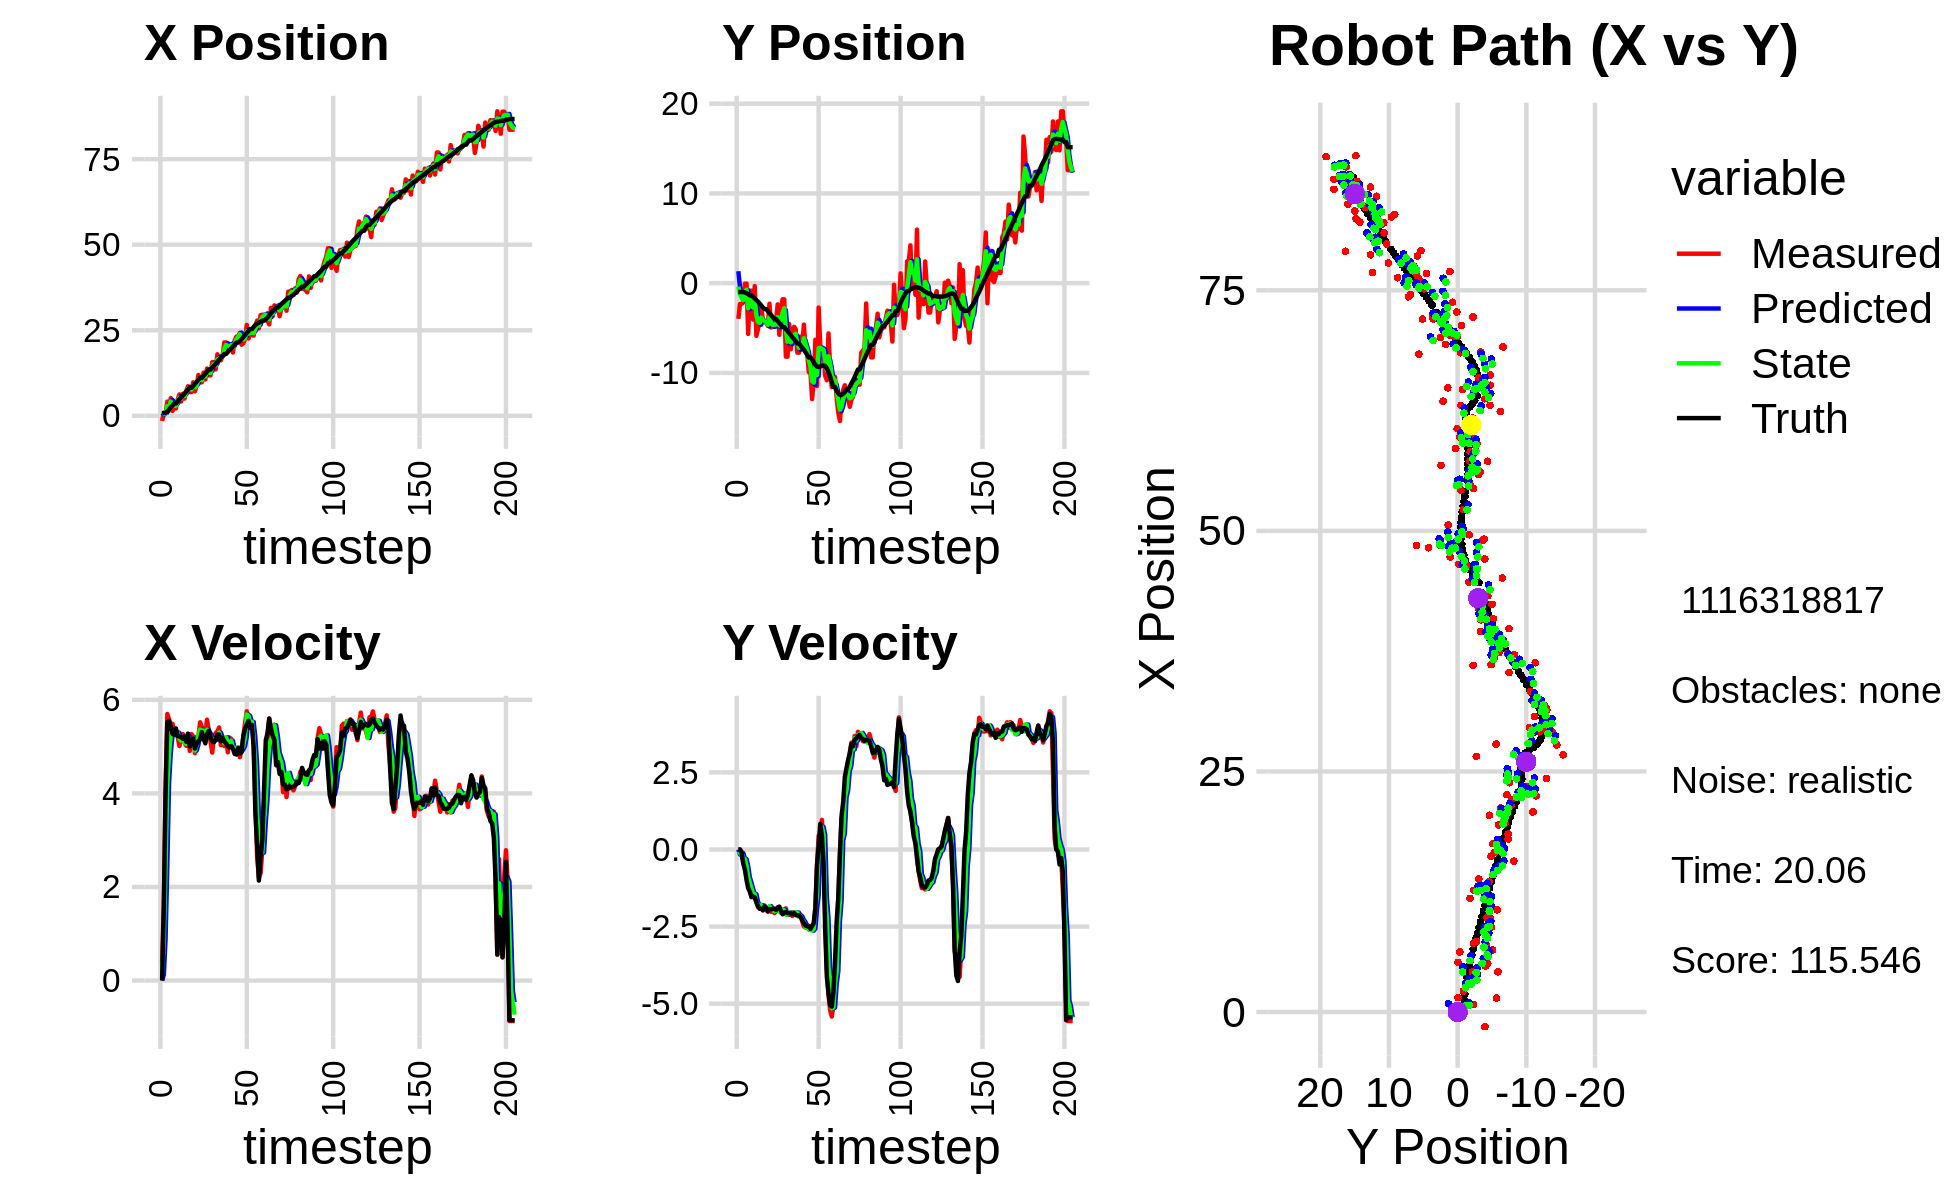 X Position
75
50
25
0
0
50
100
150
200
timestep
Y Position
20
10
0
-10
0
50
100
150
200
timestep
X Velocity
6
4
2
0
0
50
100
150
200
timestep
Y Velocity
2.5
0.0
-2.5
-5.0
0
50
100
150
200
timestep
Robot Path (X vs Y)
X Position
75
50
25
0
20
10
0
-10
-20
Y Position
variable
Measured
Predicted
State
Truth
1116318817
Obstacles: none
Noise: realistic
Time: 20.06
Score: 115.546